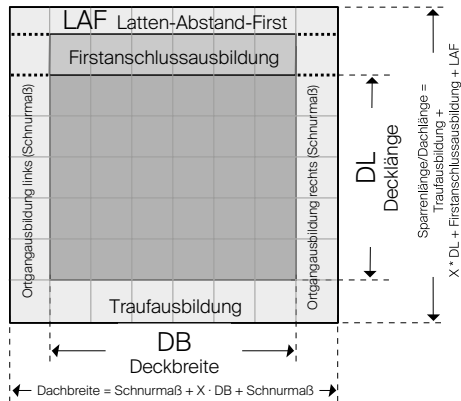 LAF Latten-Abstand-First
Firstanschlussausbildung
Ortgangausbildung links (Schnurmaß)
Ortgangausbildung rechts (Schnurmaß)
DL
Decklänge
Sparrenlänge/Dachlänge =
Traufausbildung +
X * DL + Firstanschlussausbildung + LAF
Traufausbildung
DB
Deckbreite
Dachbreite = Schnurmaß + X · DB + Schnurmaß